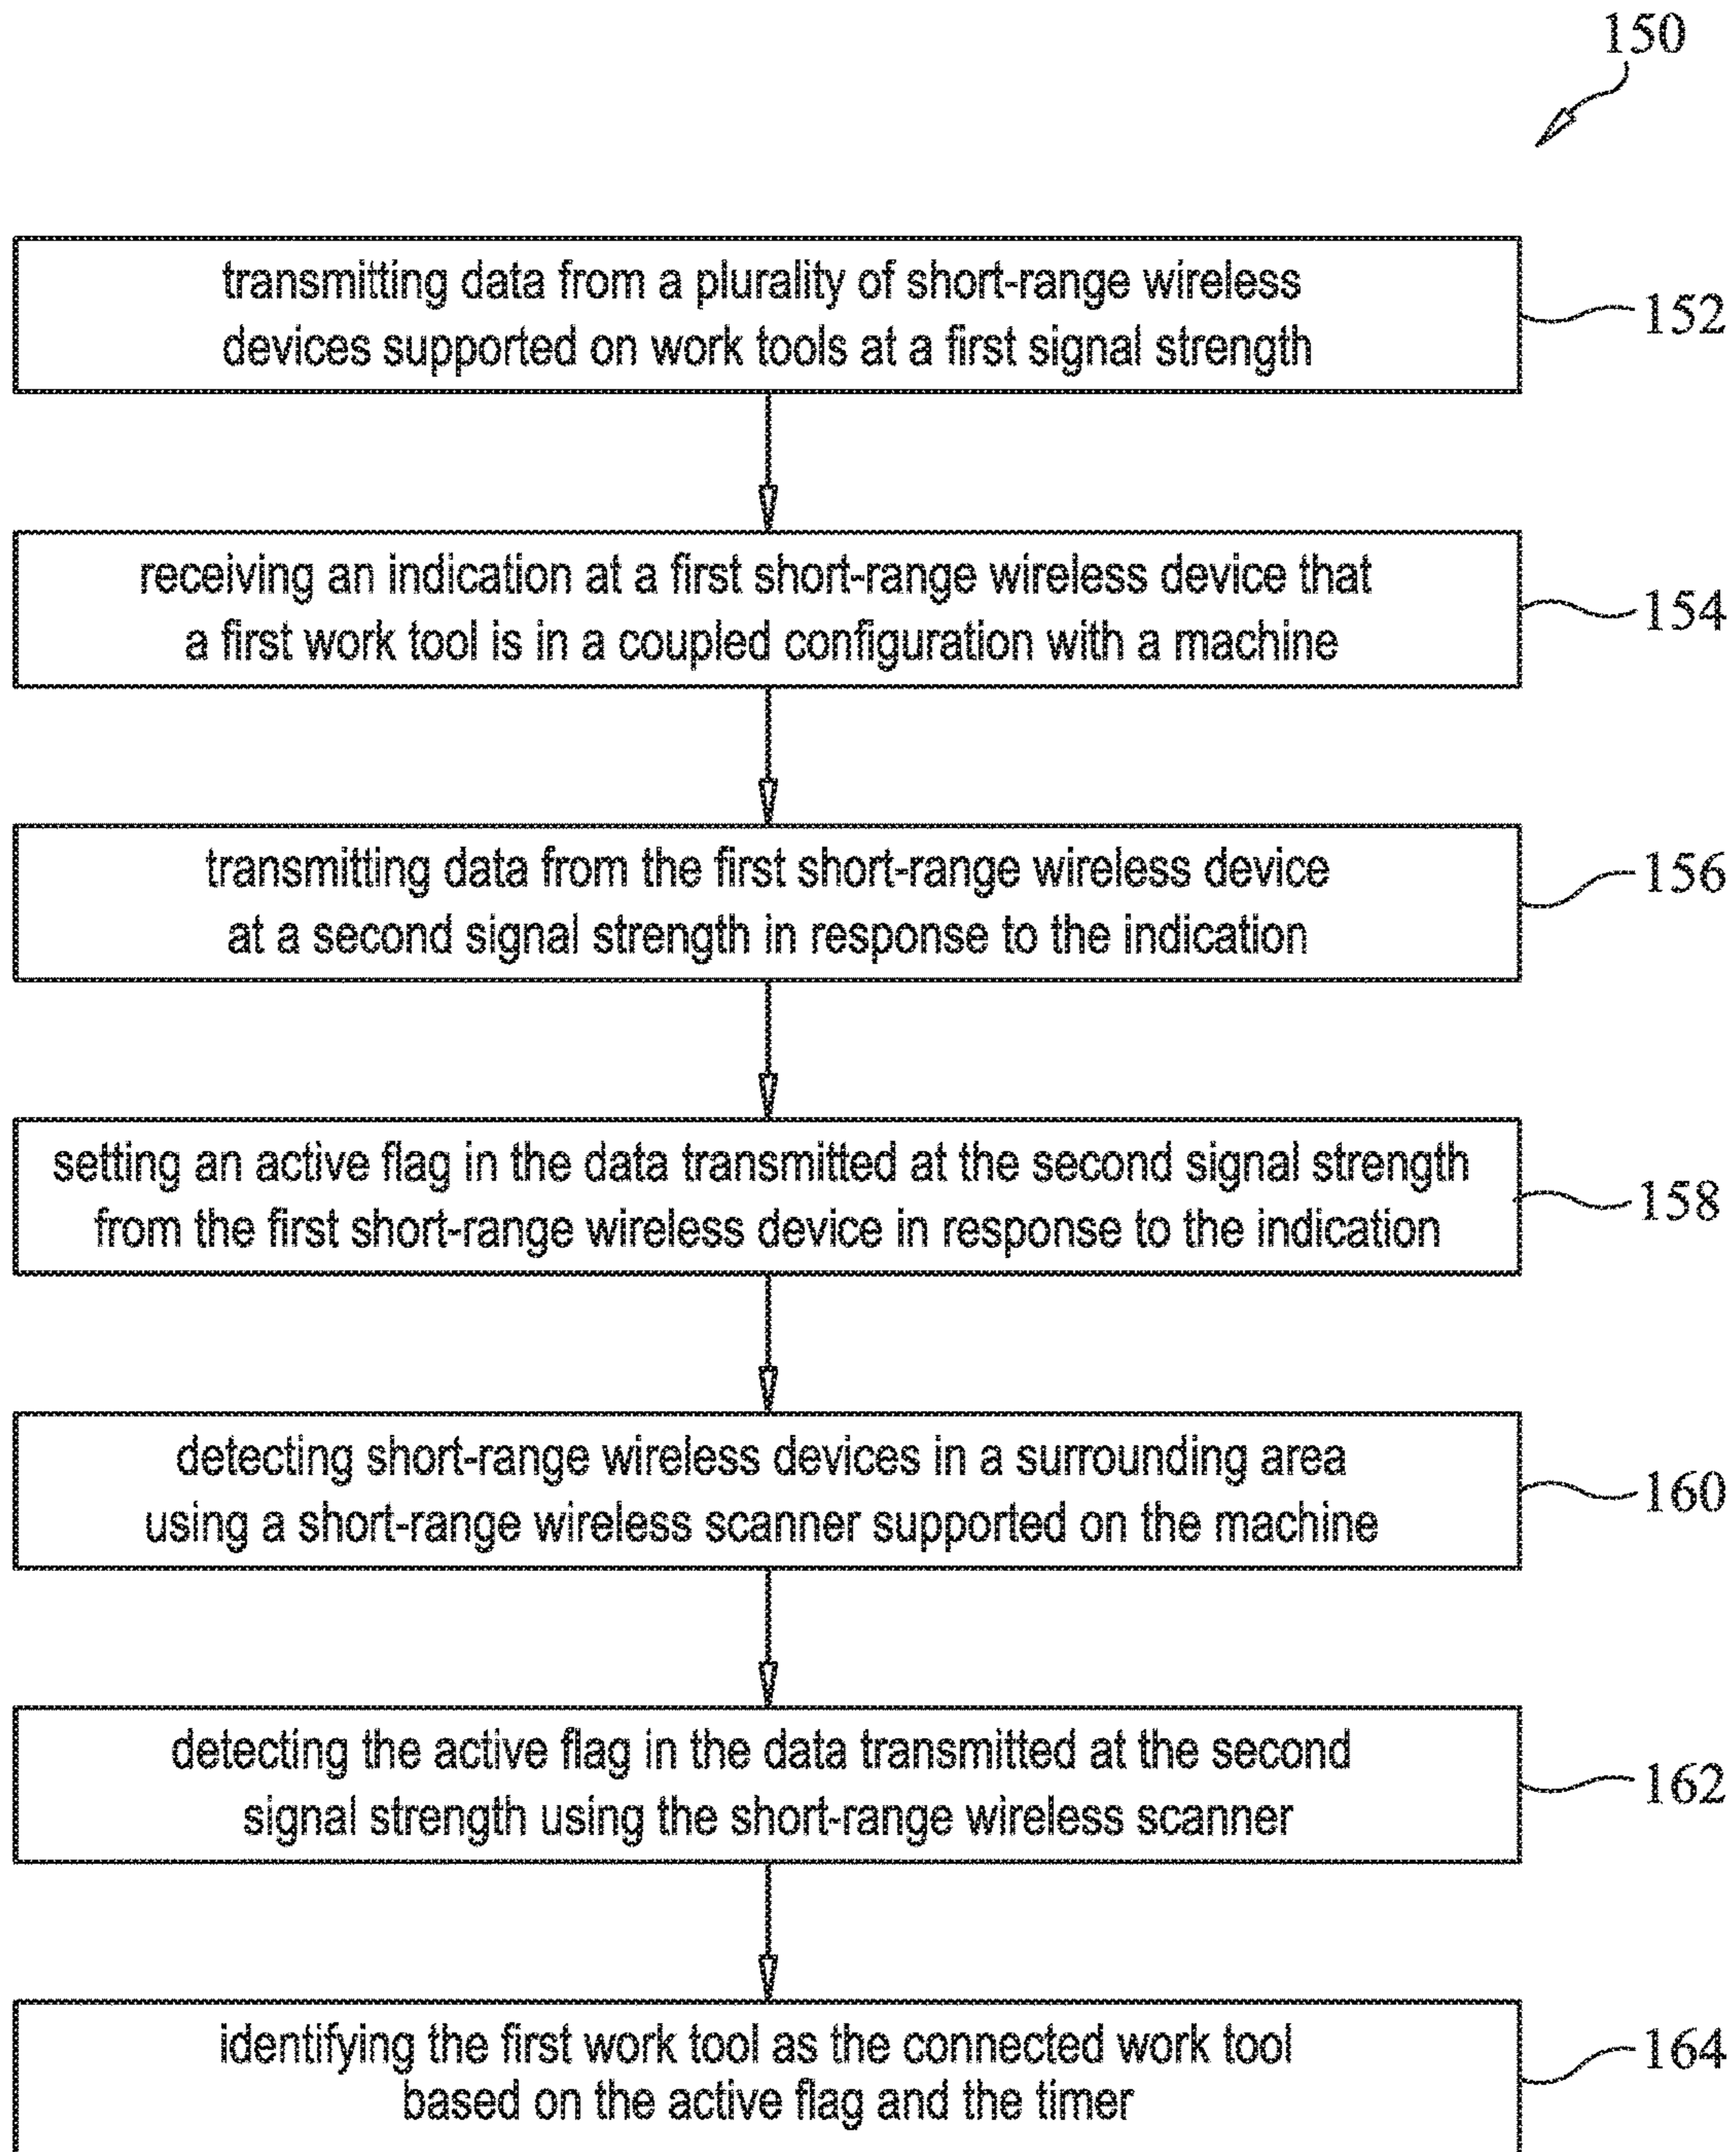 150
transmitting data from a plurality of short-range wireless
devices supported on work tools at a first signal strength
152
receiving an indication at a first short-range wireless device that
a first work tool is in a coupled configuration with a machine
154
transmitting data from the first short-range wireless device
at a second signal strength in response to the indication
156
setting an active flag in the data transmitted at the second signal strength
from the first short-range wireless device in response to the indication
158
detecting short-range wireless devices in a surrounding area
using a short-range wireless scanner supported on the machine
160
detecting the active flag in the data transmitted at the second
signal strength using the short-range wireless scanner
162
identifying the first work tool as the connected work tool
based on the active flag and the timer
164